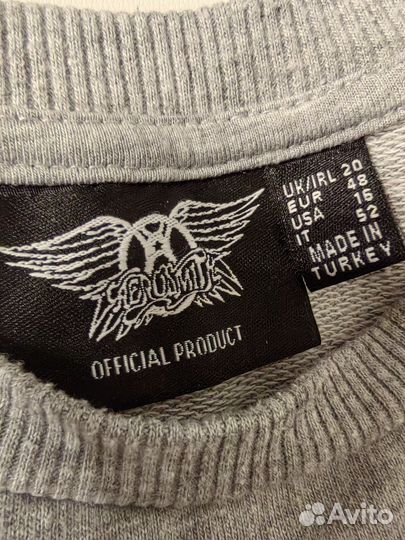 AEROSMITH
OFFICIAL PRODUCT
UK/IRL 20
EUR 48
USA 16
IT 52
MADE IN
TURKEY
Avito